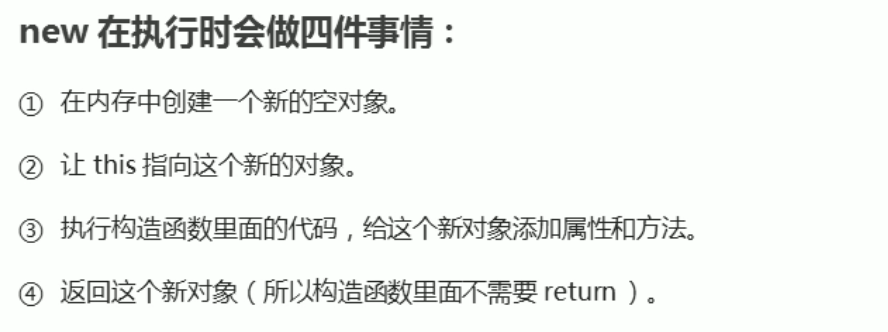 new 在执行时会做四件事情：
① 在内存中创建一个新的空对象。
② 让 this 指向这个新的对象。
③ 执行构造函数里面的代码，给这个新对象添加属性和方法。
④ 返回这个新对象（所以构造函数里面不需要 return ）。